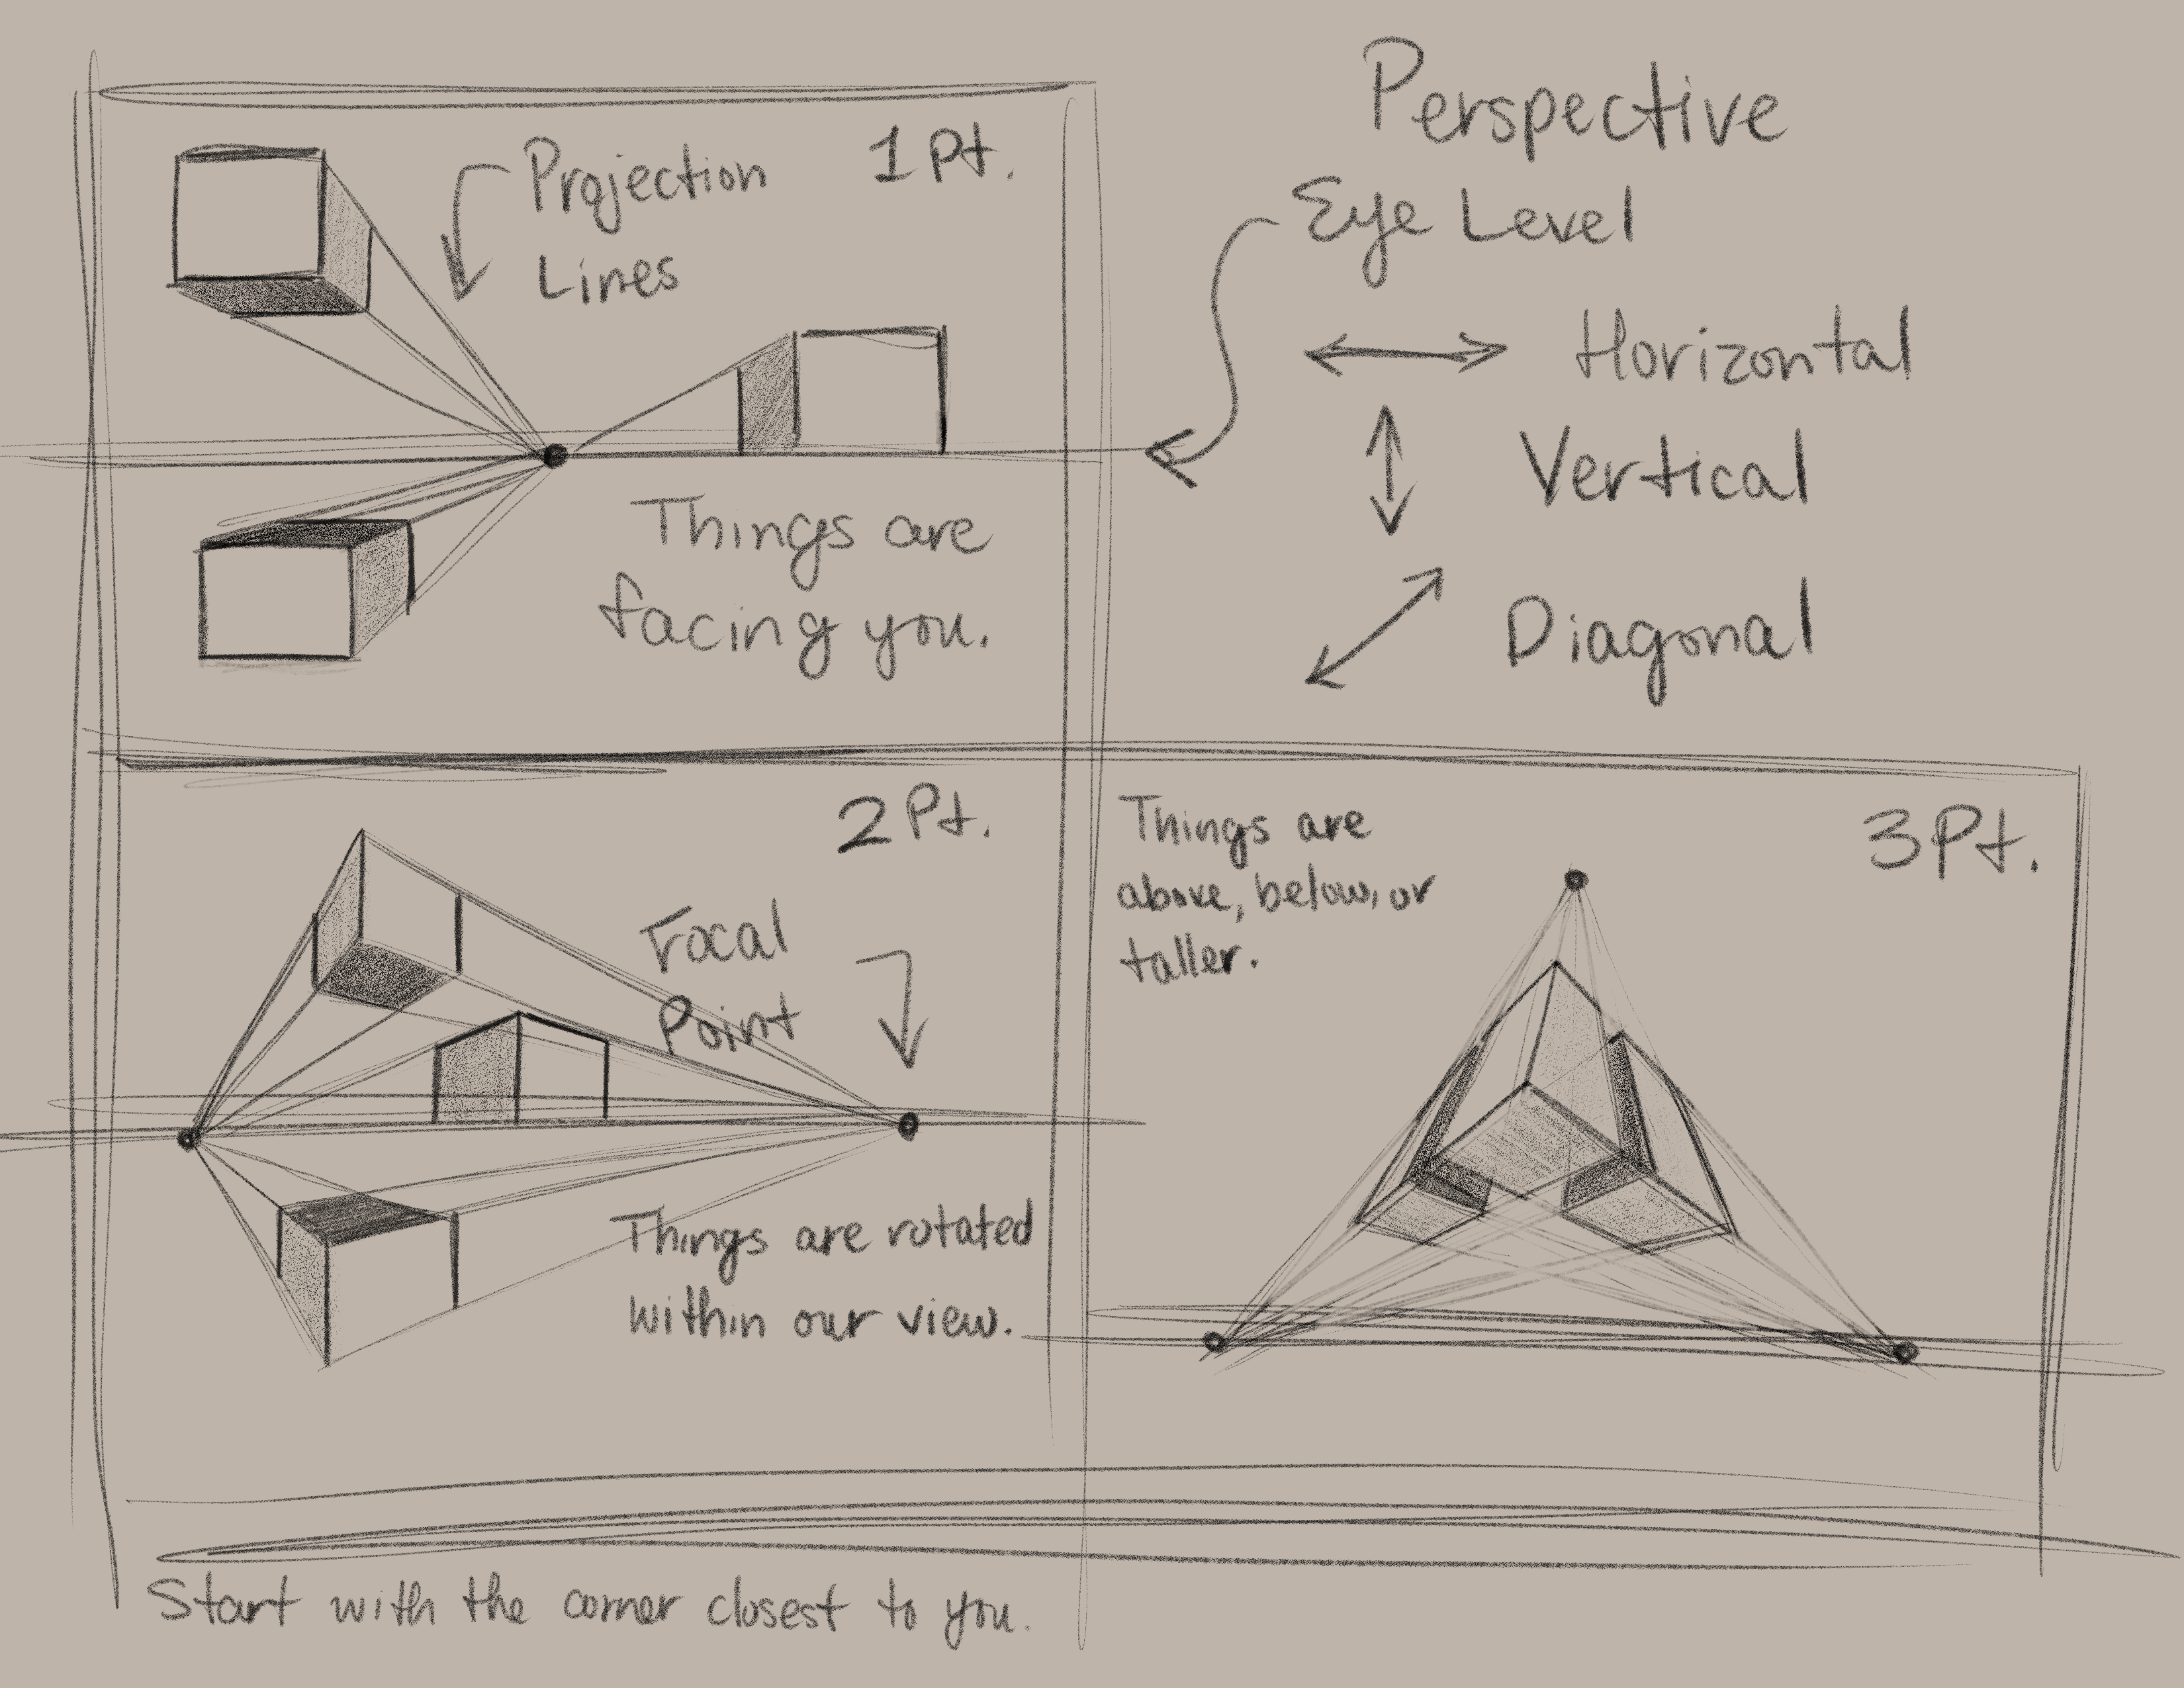 Perspective
1 Pt.
Projection
Lines
Eye Level
Horizontal
Vertical
Diagonal
Things are
facing you.
2 Pt.
Focal
Point
Things are rotated
within our view.
3 Pt.
Things are
above, below, or
taller.
Start with the corner closest to you.